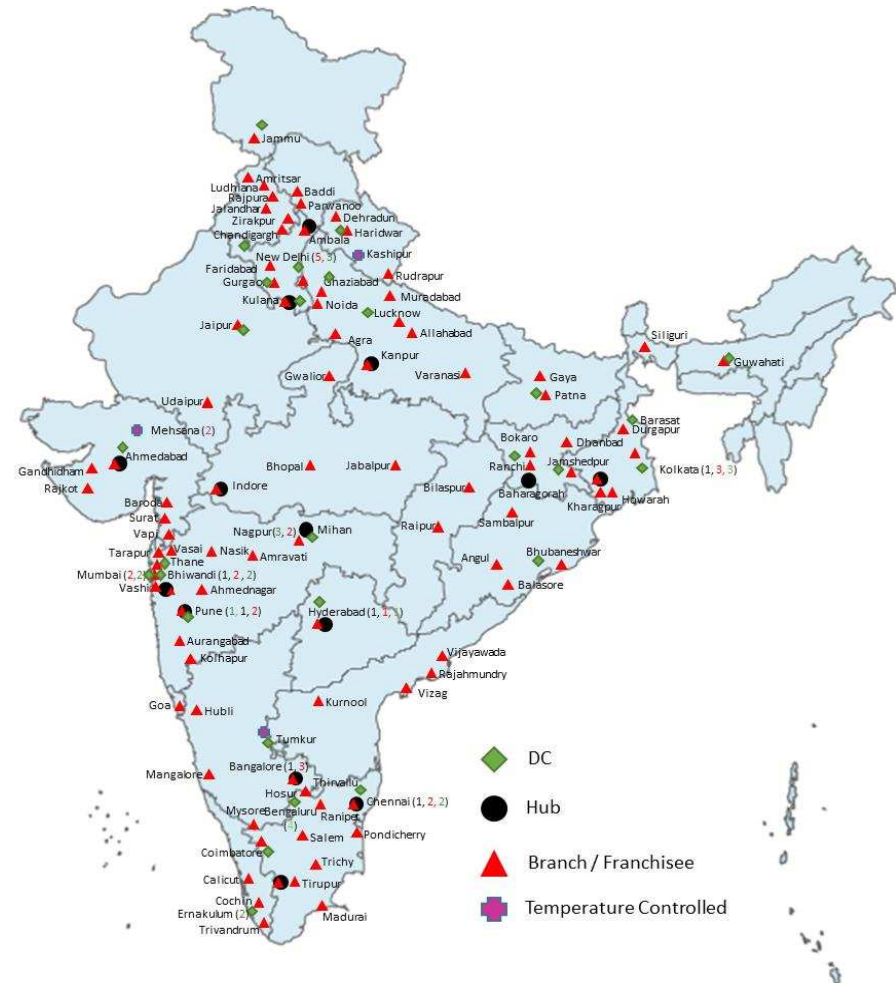 Jammu
Amritsar
Ludhiana
Baddi
Rajpura
Parwanoo
Jalandhar
Dehradun
Zirakpur
Haridwar
Chandigargh
Ambala
Kashipur
New Delhi (5, 3)
Faridabad
Ghaziabad
Rudrapur
Gurgao
Muradabad
Kulana
Noida
Lucknow
Jaipur
Allahabad
Agra
Siliguri
Kanpur
Guwahati
Gwalior
Varanasi
Gaya
Patna
Udaipur
Barasat
Mehsana (2)
Durgapur
Bokaro
Dhanbad
Ahmedabad
Bhopal
Jabalpur
Ranchi
Jamshedpur
Kolkata (1, 3, 3)
Gandhidham
Rajkot
Indore
Bilaspur
Baharagorah
Howarah
Kharagpur
Baroda
Surat
Sambalpur
Raipur
Vapi
Nagpur(3, 2)
Mihan
Tarapur
Vasai
Nasik
Amravati
Bhubaneshwar
Thane
Angul
Mumbai (2,2)
Bhiwandi (1, 2, 2)
Balasore
Vashi
Ahmednagar
Pune (1, 1, 2)
Hyderabad (1, 1, 1)
Aurangabad
Kolhapur
Vijayawada
Rajahmundry
Vizag
Goa
Hubli
Kurnool
Tumkur
DC
Bangalore (1, 3)
Mangalore
Thirvallu
Hosur
Chennai (1, 2, 2)
Hub
Mysore
Bengaluru
(4)
Ranipet
Pondicherry
Salem
Coimbatore
Trichy
Branch / Franchisee
Calicut
Tirupur
Cochin
Ernakulum (2)
Madurai
Temperature Controlled
Trivandrum